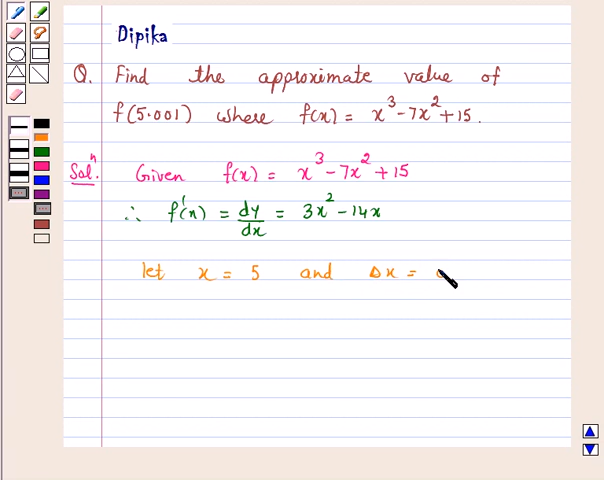 Dipika
Q. Find the approximate value of
f(5.001) where f(x) = x³ - 7x² + 15.
Solⁿ. Given f(x) = x³ - 7x² + 15
∴ f'(x) = dy/dx = 3x² - 14x
let x = 5 and Δx =